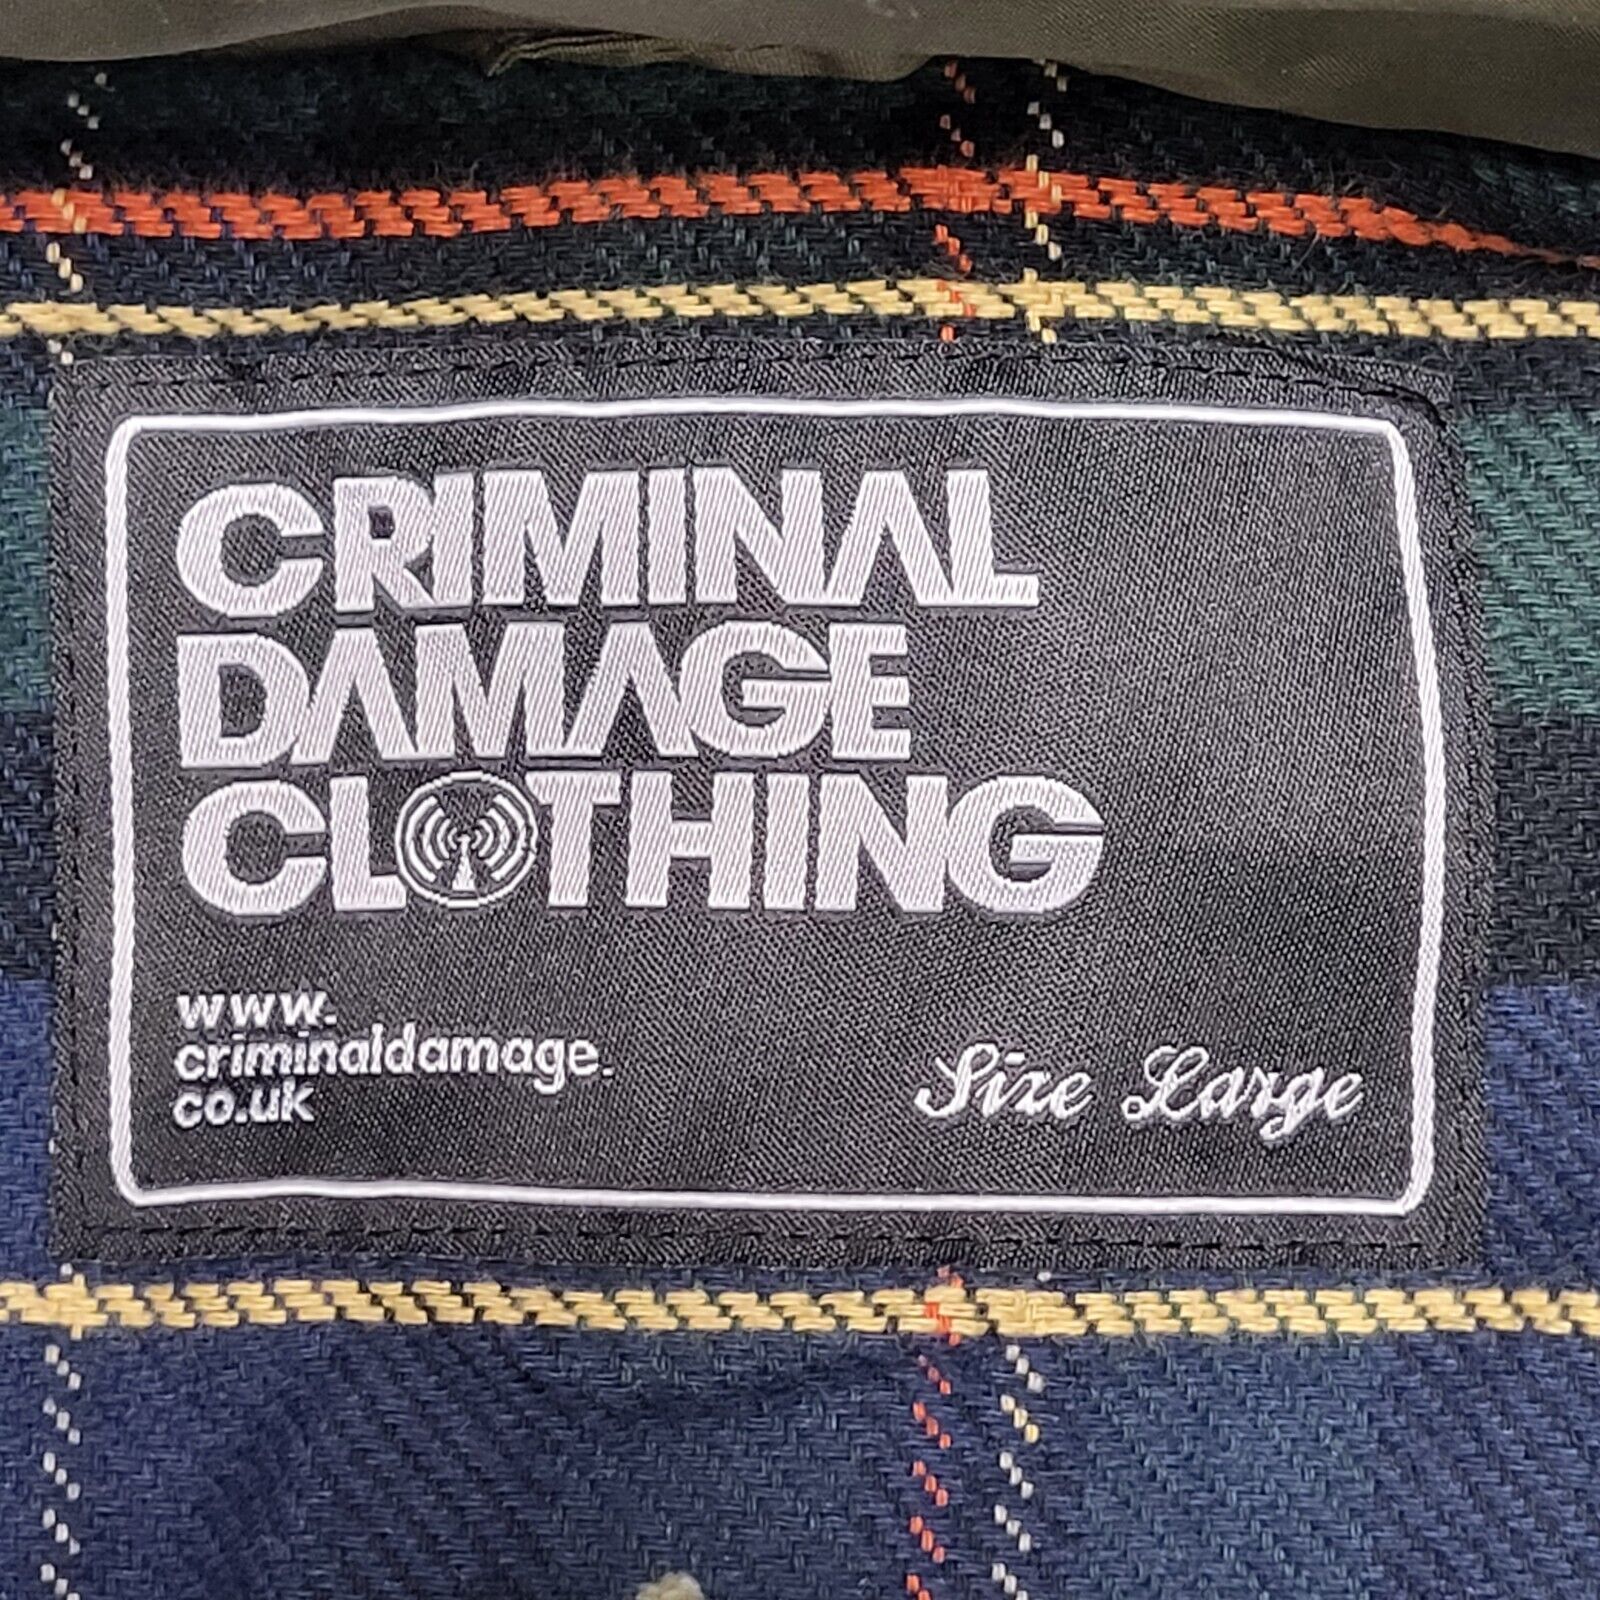 CRIMINAL
DAMAGE
CLOTHING
www.
criminaldamage.
co.uk
Size Large